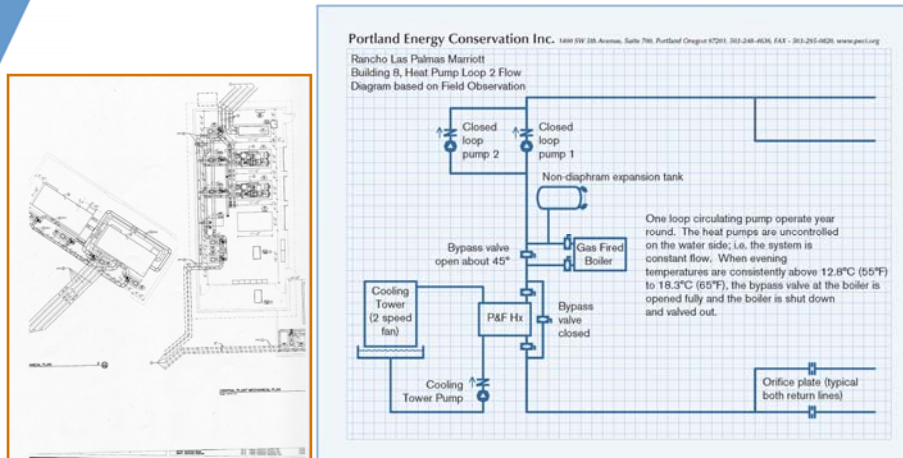 Portland Energy Conservation Inc.
Rancho Las Palmas Marriott
Building 8, Heat Pump Loop 2 Flow
Diagram based on Field Observation
Closed
loop
pump 2
Closed
loop
pump 1
Non-diaphram expansion tank
One loop circulating pump operate year
round. The heat pumps are uncontrolled
on the water side; i.e. the system is
constant flow. When evening
temperatures are consistently above 12.8°C (55°F)
to 18.3°C (65°F), the bypass valve at the boiler is
opened fully and the boiler is shut down
and valved out.
Bypass valve
open about 45°
Gas Fired
Boiler
Cooling
Tower
(2 speed
fan)
P&F Hx
Bypass
valve
closed
Cooling
Tower Pump
Orifice plate (typical
both return lines)
CENTRAL PLANT MECHANICAL PLAN